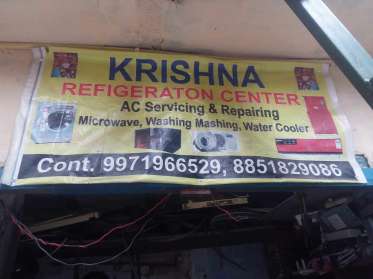 KRISHNA
REFIGERATON CENTER
AC Servicing & Repairing
Microwave, Washing Mashing, Water Cooler
Cont. 9971966529, 8851829086